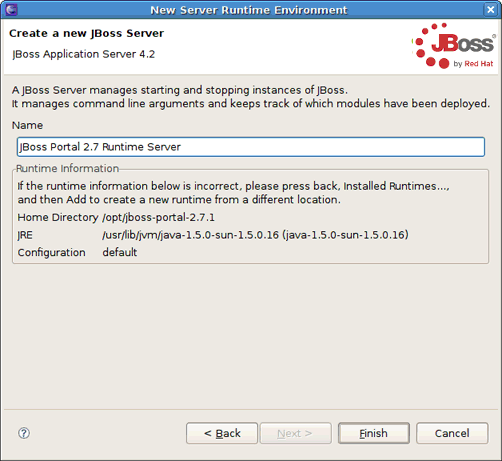 New Server Runtime Environment
Create a new JBoss Server
JBoss Application Server 4.2
JBoss
by Red Hat
A JBoss Server manages starting and stopping instances of JBoss.
It manages command line arguments and keeps track of which modules have been deployed.
Name
JBoss Portal 2.7 Runtime Server
Runtime Information
If the runtime information below is incorrect, please press back, Installed Runtimes...,
and then Add to create a new runtime from a different location.
Home Directory /opt/jboss-portal-2.7.1
JRE /usr/lib/jvm/java-1.5.0-sun-1.5.0.16 (java-1.5.0-sun-1.5.0.16)
Configuration default
? < Back Next > Finish Cancel